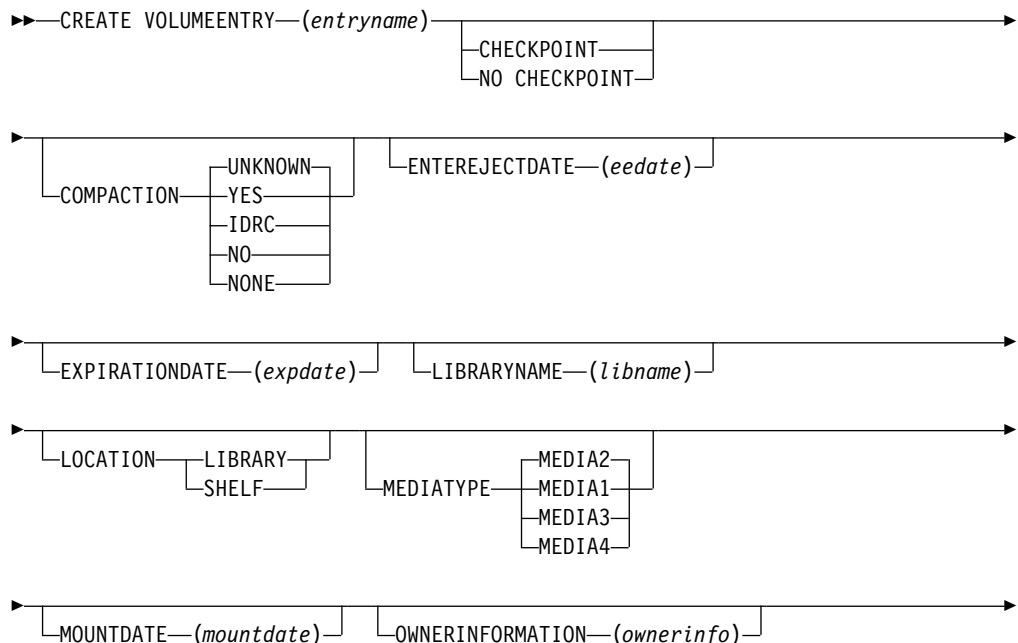 CREATE VOLUMEENTRY (entryname)
CHECKPOINT
NO CHECKPOINT
UNKNOWN
COMPACTION YES
IDRC
NO
NONE
ENTEREJECTDATE (eedate)
EXPIRATIONDATE (expdate) LIBRARYNAME (libname)
LOCATION LIBRARY
SHELF
MEDIA2
MEDIATYPE MEDIA1
MEDIA3
MEDIA4
MOUNTDATE (mountdate) OWNERINFORMATION (ownerinfo)